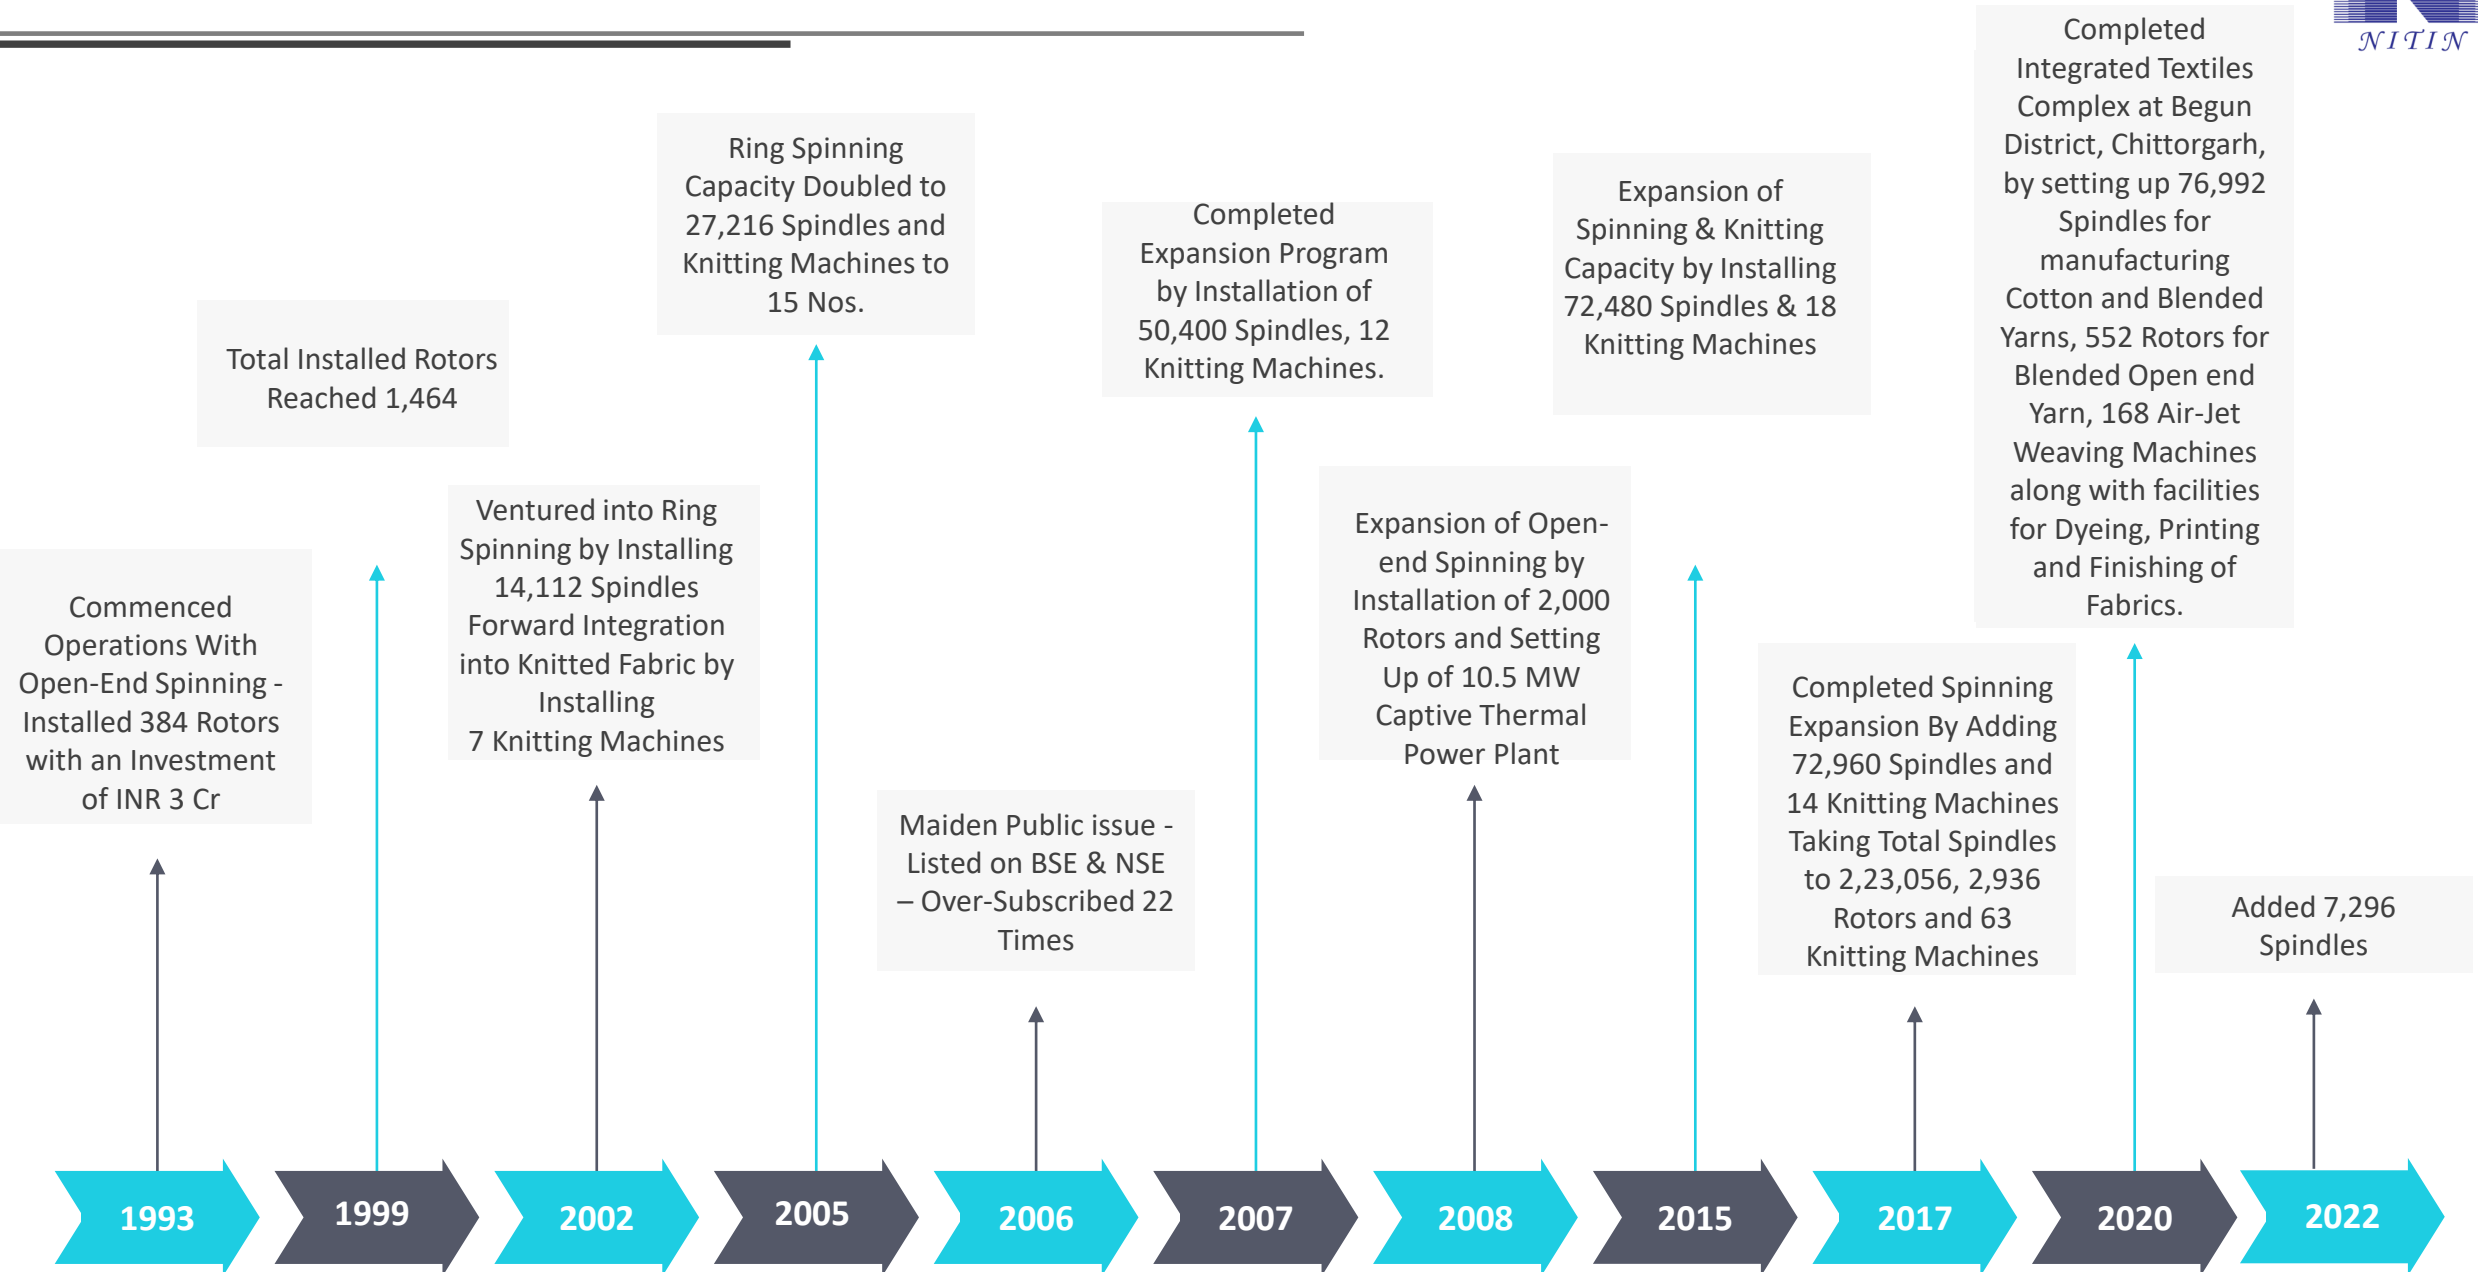 NITIN
Commenced
Operations With
Open-End Spinning -
Installed 384 Rotors
with an Investment
of INR 3 Cr
Total Installed Rotors
Reached 1,464
Ventured into Ring
Spinning by Installing
14,112 Spindles
Forward Integration
into Knitted Fabric by
Installing
7 Knitting Machines
Ring Spinning
Capacity Doubled to
27,216 Spindles and
Knitting Machines to
15 Nos.
Maiden Public issue -
Listed on BSE & NSE
– Over-Subscribed 22
Times
Completed
Expansion Program
by Installation of
50,400 Spindles, 12
Knitting Machines.
Expansion of Open-
end Spinning by
Installation of 2,000
Rotors and Setting
Up of 10.5 MW
Captive Thermal
Power Plant
Expansion of
Spinning & Knitting
Capacity by Installing
72,480 Spindles & 18
Knitting Machines
Completed Spinning
Expansion By Adding
72,960 Spindles and
14 Knitting Machines
Taking Total Spindles
to 2,23,056, 2,936
Rotors and 63
Knitting Machines
Completed
Integrated Textiles
Complex at Begun
District, Chittorgarh,
by setting up 76,992
Spindles for
manufacturing
Cotton and Blended
Yarns, 552 Rotors for
Blended Open end
Yarn, 168 Air-Jet
Weaving Machines
along with facilities
for Dyeing, Printing
and Finishing of
Fabrics.
Added 7,296
Spindles
1993
1999
2002
2005
2006
2007
2008
2015
2017
2020
2022